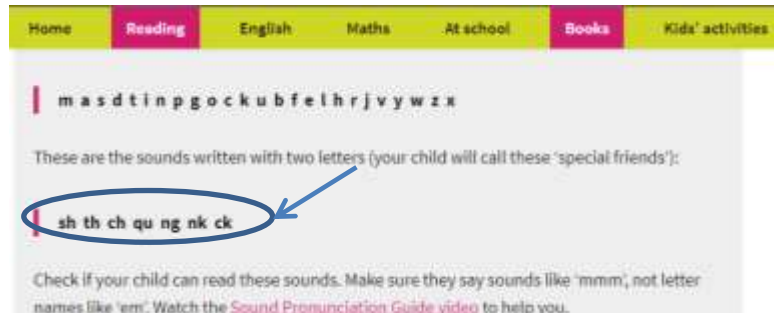 Home Reading English Maths At school Books Kids' activities
m a s d t i n p g o c k u b f e l h r j v y w z x
These are the sounds written with two letters (your child will call these 'special friends'):
sh th ch qu ng nk ck
Check if your child can read these sounds. Make sure they say sounds like 'mmm', not letter
names like 'em'. Watch the Sound Pronunciation Guide video to help you.